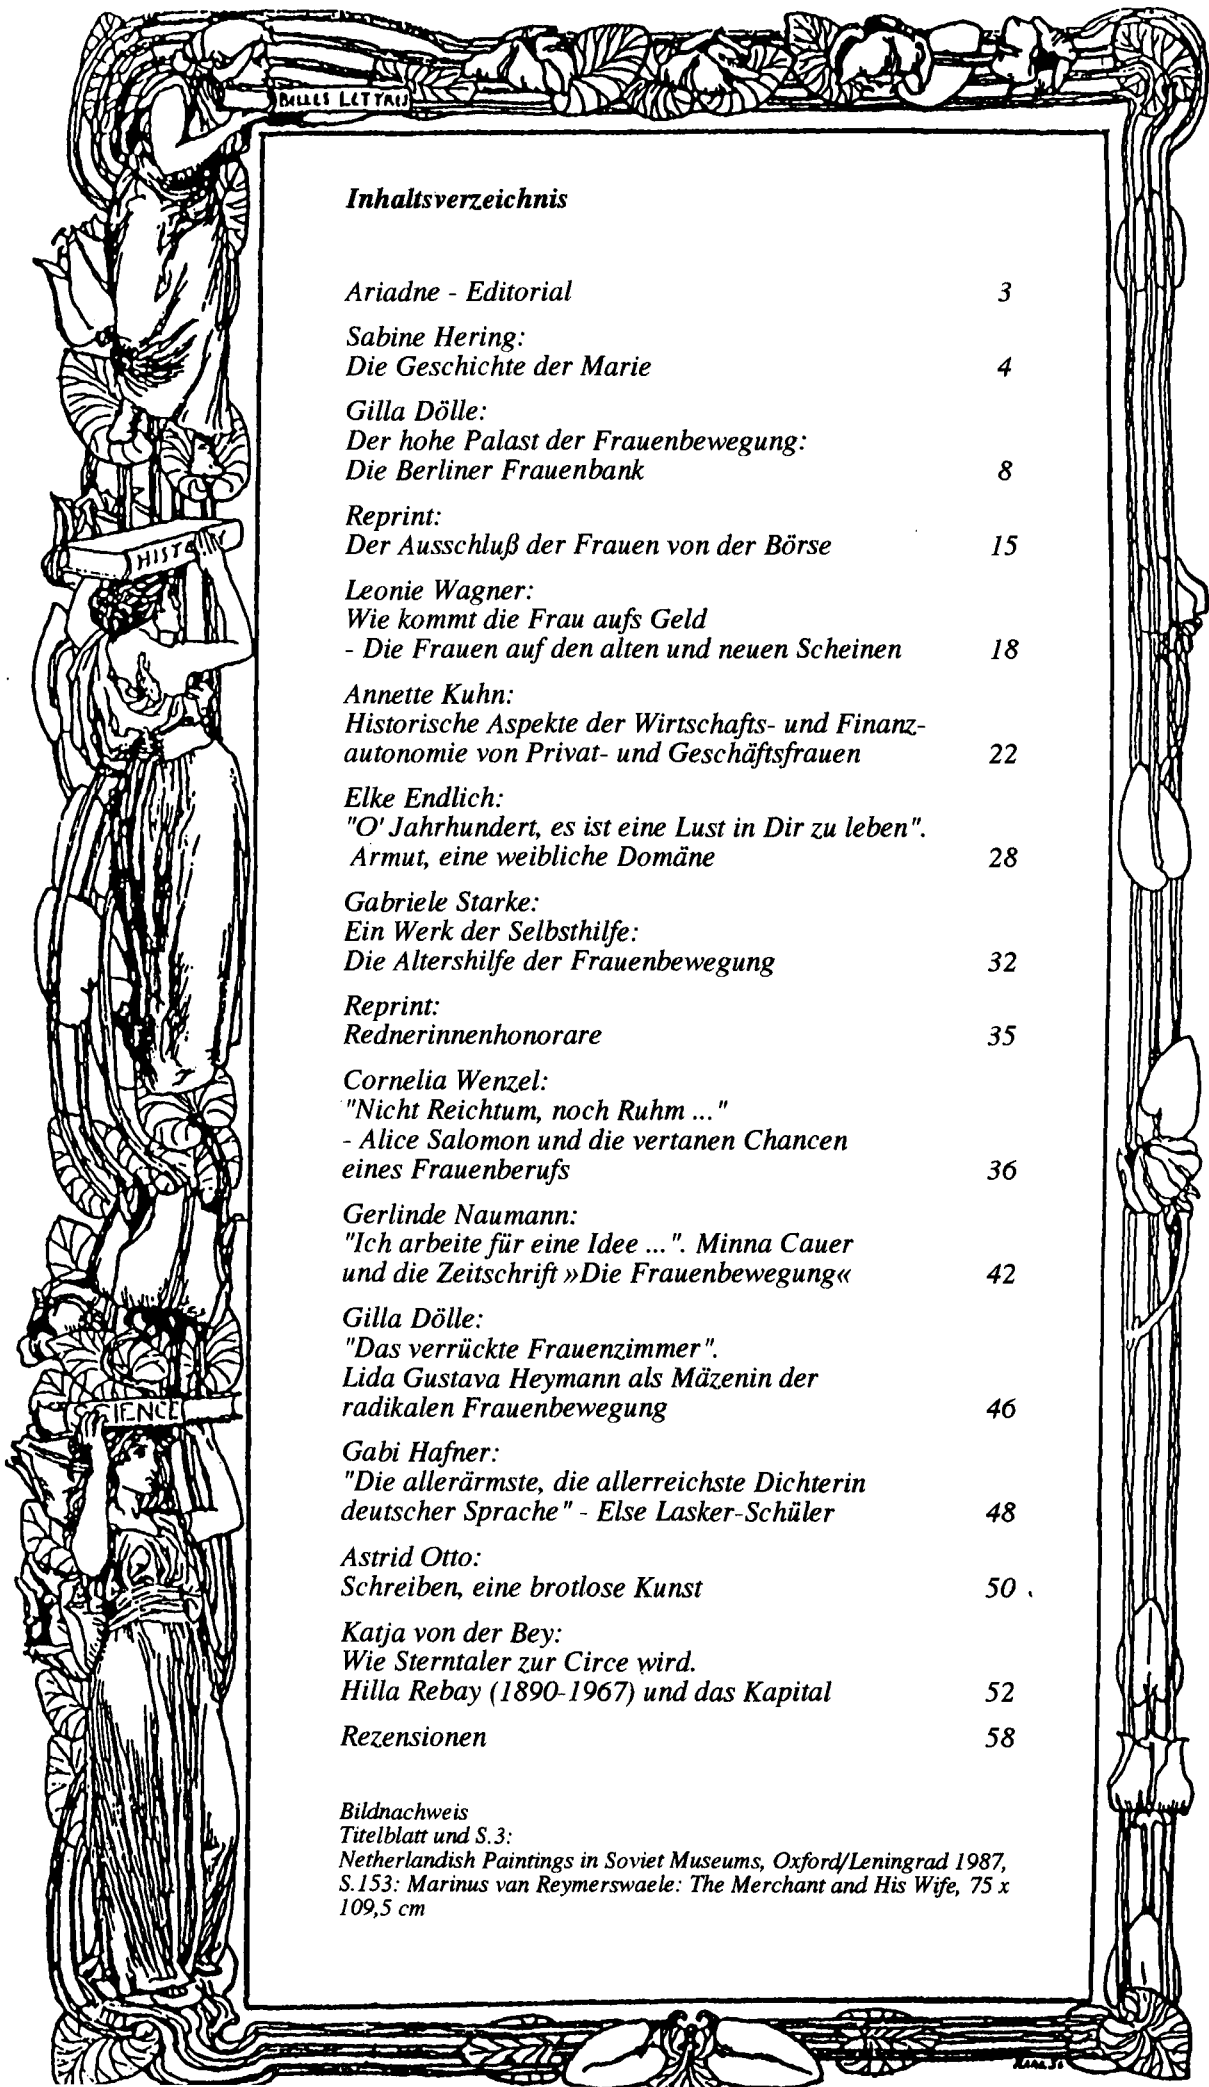 BELLES LETTRES
Inhaltsverzeichnis
Ariadne - Editorial 3
Sabine Hering:
Die Geschichte der Marie 4
Gilla Dölle:
Der hohe Palast der Frauenbewegung:
Die Berliner Frauenbank 8
Reprint:
Der Ausschluß der Frauen von der Börse 15
HISTORY
Leonie Wagner:
Wie kommt die Frau aufs Geld
- Die Frauen auf den alten und neuen Scheinen 18
Annette Kuhn:
Historische Aspekte der Wirtschafts- und Finanz-
autonomie von Privat- und Geschäftsfrauen 22
Elke Endlich:
"O' Jahrhundert, es ist eine Lust in Dir zu leben".
Armut, eine weibliche Domäne 28
Gabriele Starke:
Ein Werk der Selbsthilfe:
Die Altershilfe der Frauenbewegung 32
Reprint:
Rednerinnenhonorare 35
Cornelia Wenzel:
"Nicht Reichtum, noch Ruhm ..."
- Alice Salomon und die vertanen Chancen
eines Frauenberufs 36
Gerlinde Naumann:
"Ich arbeite für eine Idee ...". Minna Cauer
und die Zeitschrift »Die Frauenbewegung« 42
Gilla Dölle:
"Das verrückte Frauenzimmer".
Lida Gustava Heymann als Mäzenin der
radikalen Frauenbewegung 46
IENCE
Gabi Hafner:
"Die allerärmste, die allerreichste Dichterin
deutscher Sprache" - Else Lasker-Schüler 48
Astrid Otto:
Schreiben, eine brotlose Kunst 50
Katja von der Bey:
Wie Sterntaler zur Circe wird.
Hilla Rebay (1890-1967) und das Kapital 52
Rezensionen 58
Bildnachweis
Titelblatt und S.3:
Netherlandish Paintings in Soviet Museums, Oxford/Leningrad 1987,
S.153: Marinus van Reymerswaele: The Merchant and His Wife, 75 x
109,5 cm